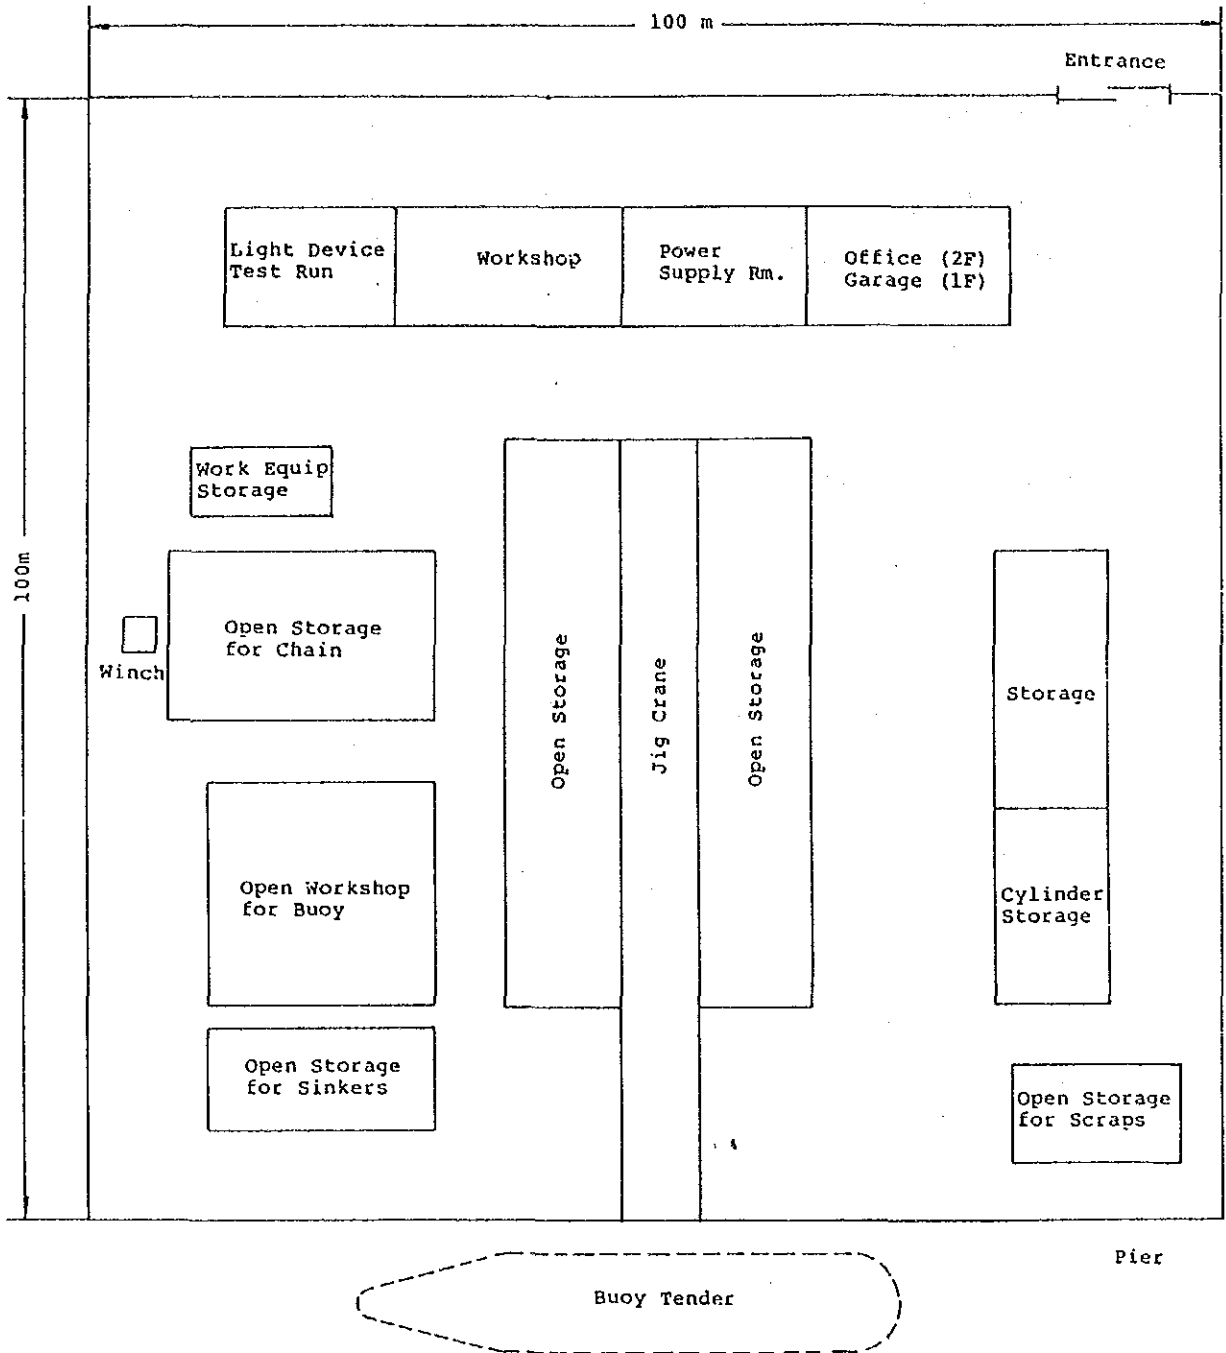 100 m
Entrance
Light Device
Test Run
Workshop
Power
Supply Rm.
Office (2F)
Garage (1F)
Work Equip
Storage
100m
Open Storage
for Chain
Winch
Open Storage
Jig Crane
Open Storage
Storage
Open Workshop
for Buoy
Cylinder
Storage
Open Storage
for Sinkers
Open Storage
for Scraps
Pier
Buoy Tender